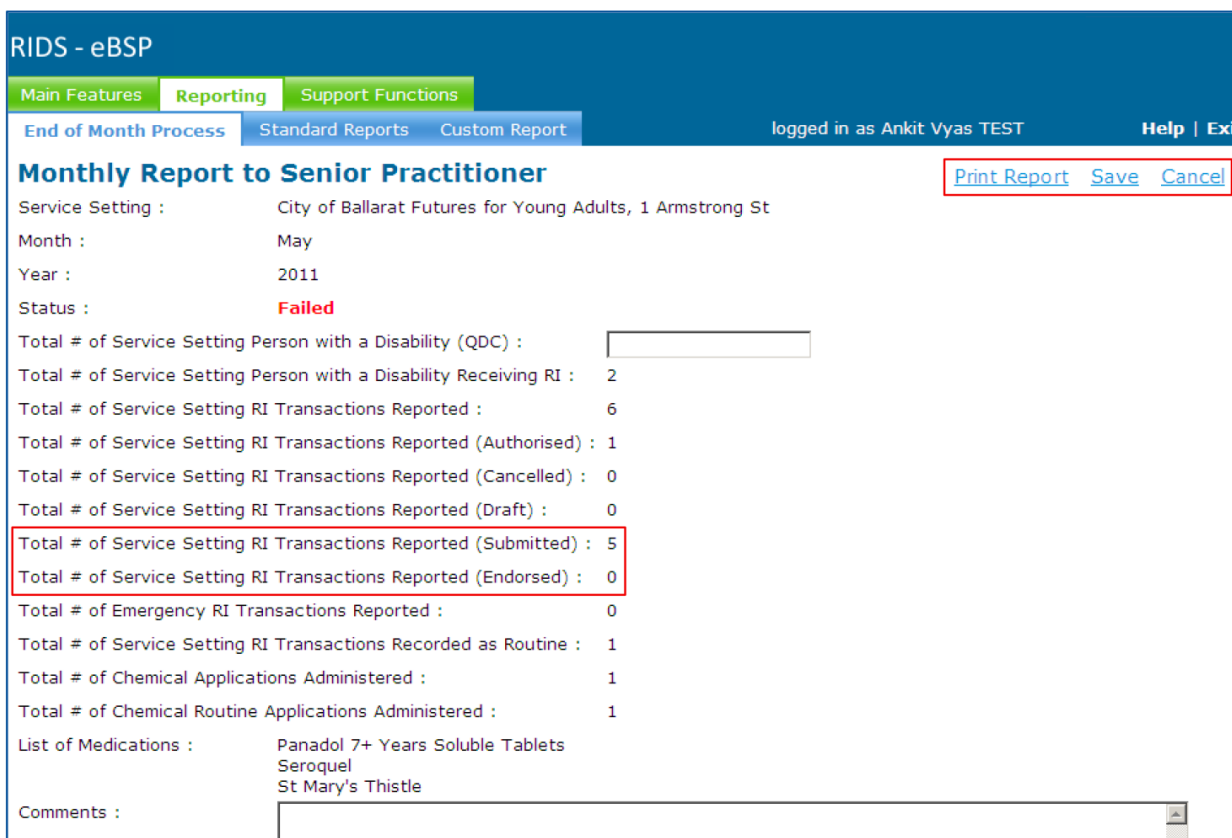 RIDS - eBSP
Main Features Reporting Support Functions
End of Month Process Standard Reports Custom Report logged in as Ankit Vyas TEST Help |
Monthly Report to Senior Practitioner Print Report Save Cancel
Service Setting : City of Ballarat Futures for Young Adults, 1 Armstrong St
Month : May
Year : 2011
Status : Failed
Total # of Service Setting Person with a Disability (QDC) :
Total # of Service Setting Person with a Disability Receiving RI : 2
Total # of Service Setting RI Transactions Reported : 6
Total # of Service Setting RI Transactions Reported (Authorised) : 1
Total # of Service Setting RI Transactions Reported (Cancelled) : 0
Total # of Service Setting RI Transactions Reported (Draft) : 0
Total # of Service Setting RI Transactions Reported (Submitted) : 5
Total # of Service Setting RI Transactions Reported (Endorsed) : 0
Total # of Emergency RI Transactions Reported : 0
Total # of Service Setting RI Transactions Recorded as Routine : 1
Total # of Chemical Applications Administered : 1
Total # of Chemical Routine Applications Administered : 1
List of Medications : Panadol 7+ Years Soluble Tablets
Seroquel
St Mary's Thistle
Comments :